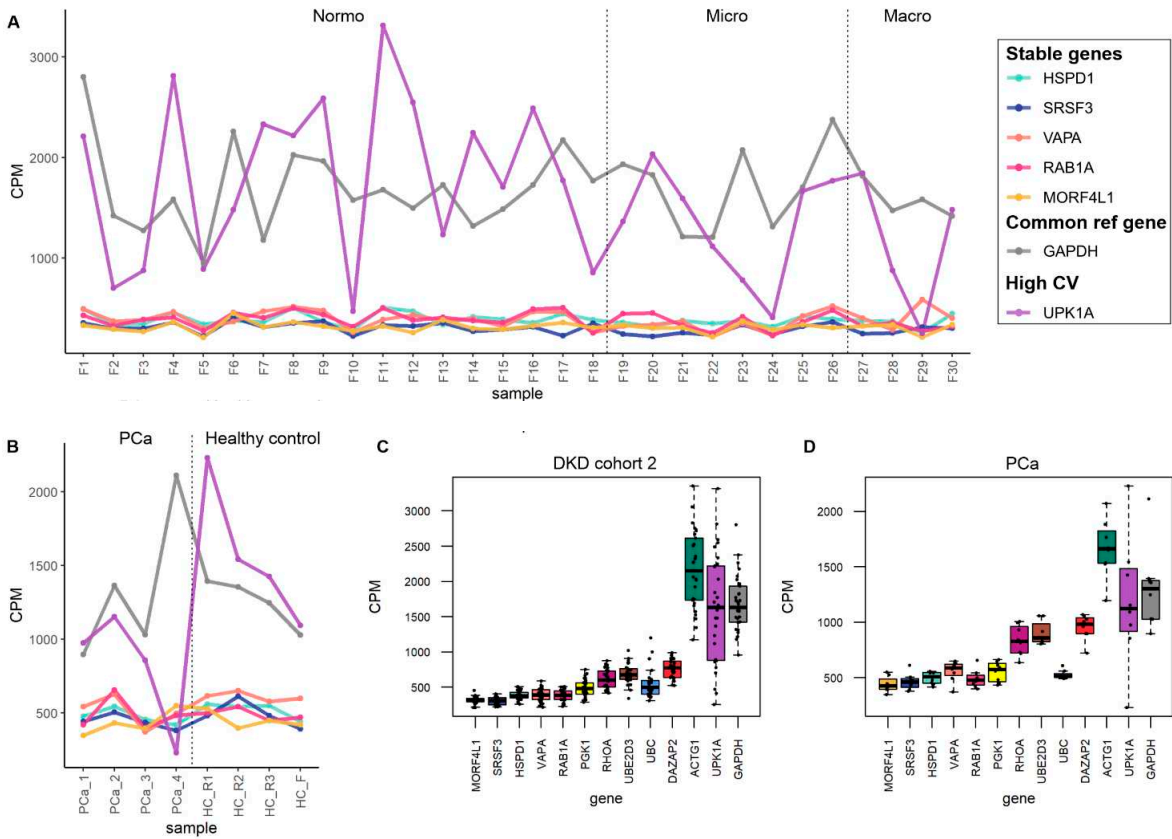 A
Normo
Micro
Macro
CPM
3000
2000
1000
F1
F2
F3
F4
F5
F6
F7
F8
F9
F10
F11
F12
F13
F14
F15
F16
F17
F18
F19
F20
F21
F22
F23
F24
F25
F26
F27
F28
F29
F30
sample
Stable genes
HSPD1
SRSF3
VAPA
RAB1A
MORF4L1
Common ref gene
GAPDH
High CV
UPK1A
B
PCa
Healthy control
CPM
2000
1500
1000
500
PCa_1
PCa_2
PCa_3
PCa_4
HC_R1
HC_R2
HC_R3
HC_F
sample
C
DKD cohort 2
CPM
3000
2500
2000
1500
1000
500
MORF4L1
SRSF3
HSPD1
VAPA
RAB1A
PGK1
RHOA
UBE2D3
UBC
DAZAP2
ACTG1
UPK1A
GAPDH
gene
D
PCa
CPM
2000
1500
1000
500
MORF4L1
SRSF3
HSPD1
VAPA
RAB1A
PGK1
RHOA
UBE2D3
UBC
DAZAP2
ACTG1
UPK1A
GAPDH
gene